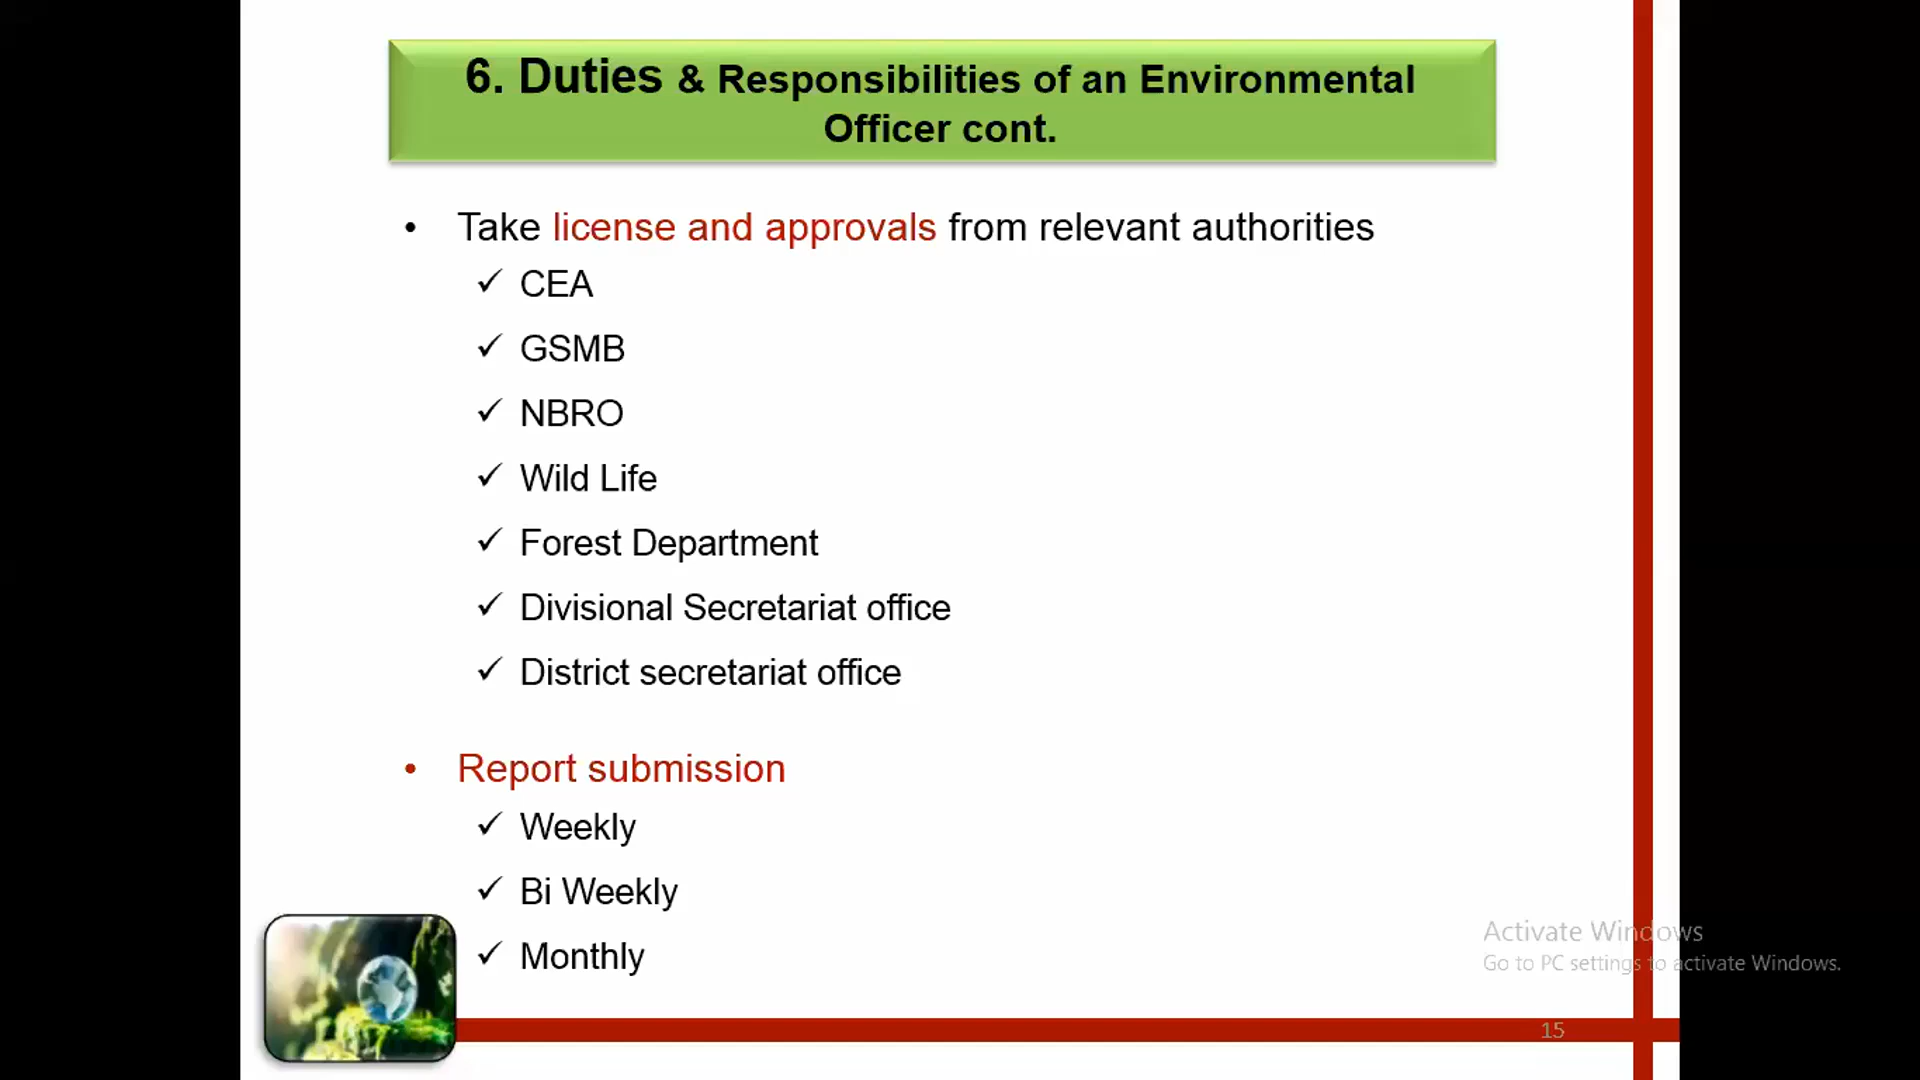 6. Duties & Responsibilities of an Environmental
Officer cont.
• Take license and approvals from relevant authorities
✓ CEA
✓ GSMB
✓ NBRO
✓ Wild Life
✓ Forest Department
✓ Divisional Secretariat office
✓ District secretariat office
• Report submission
✓ Weekly
✓ Bi Weekly
✓ Monthly
Activate Windows
Go to PC settings to activate Windows.
15